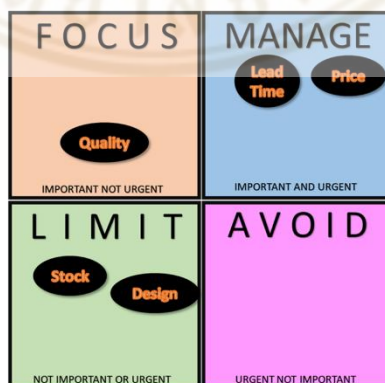 FOCUS
Quality
IMPORTANT NOT URGENT
MANAGE
Lead
Time
Price
IMPORTANT AND URGENT
LIMIT
Stock
Design
NOT IMPORTANT OR URGENT
AVOID
URGENT NOT IMPORTANT